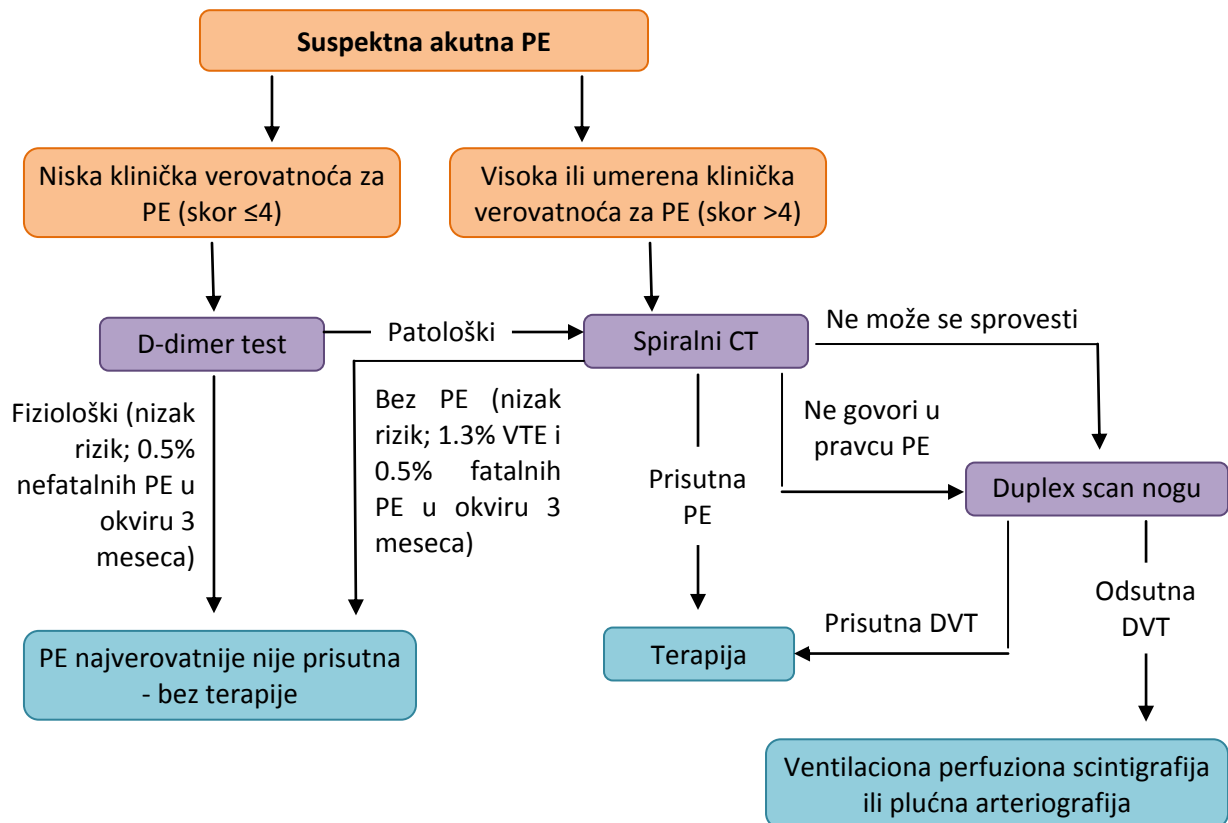 Suspektna akutna PE
Niska klinička verovatnoća za
PE (skor ≤4)
Visoka ili umerena klinička
verovatnoća za PE (skor >4)
D-dimer test
Patološki
Spiralni CT
Ne može se sprovesti
Fiziološki (nizak
rizik; 0.5%
nefatalnih PE u
okviru 3
meseca)
Bez PE (nizak
rizik; 1.3% VTE i
0.5% fatalnih
PE u okviru 3
meseca)
Prisutna
PE
Ne govori u
pravcu PE
Duplex scan nogu
Prisutna DVT
Odsutna
DVT
PE najverovatnije nije prisutna
- bez terapije
Terapija
Ventilaciona perfuziona scintigrafija
ili plućna arteriografija